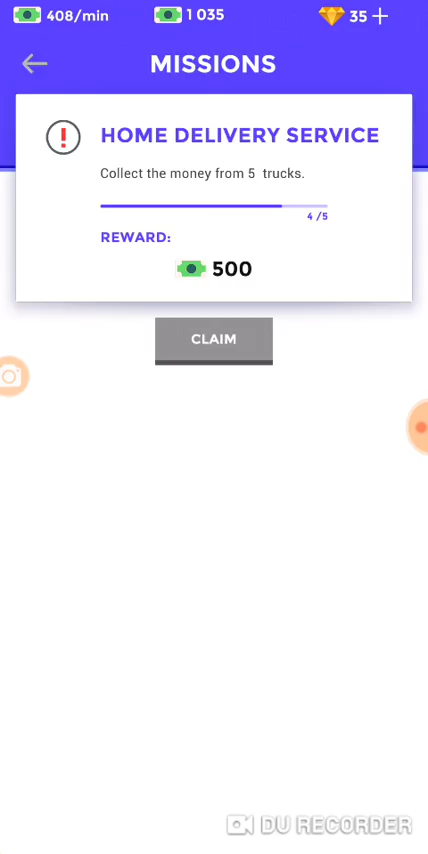 408/min 1 035 35 +
MISSIONS
HOME DELIVERY SERVICE
Collect the money from 5 trucks.
4 /5
REWARD:
500
CLAIM
DU RECORDER